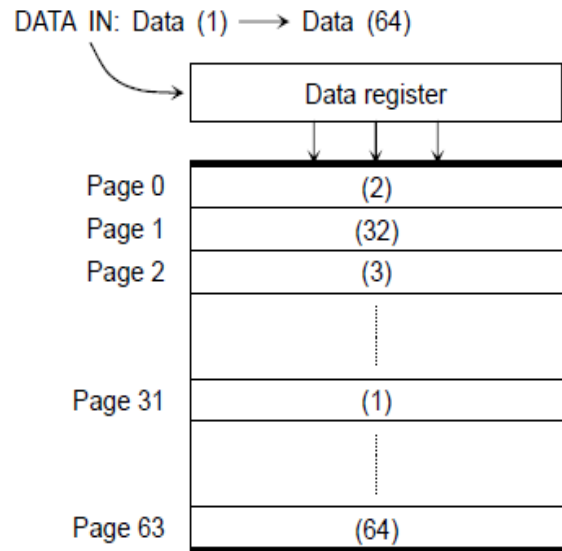 DATA IN: Data (1) ⟶ Data (64)
Data register
Page 0 (2)
Page 1 (32)
Page 2 (3)
Page 31 (1)
Page 63 (64)